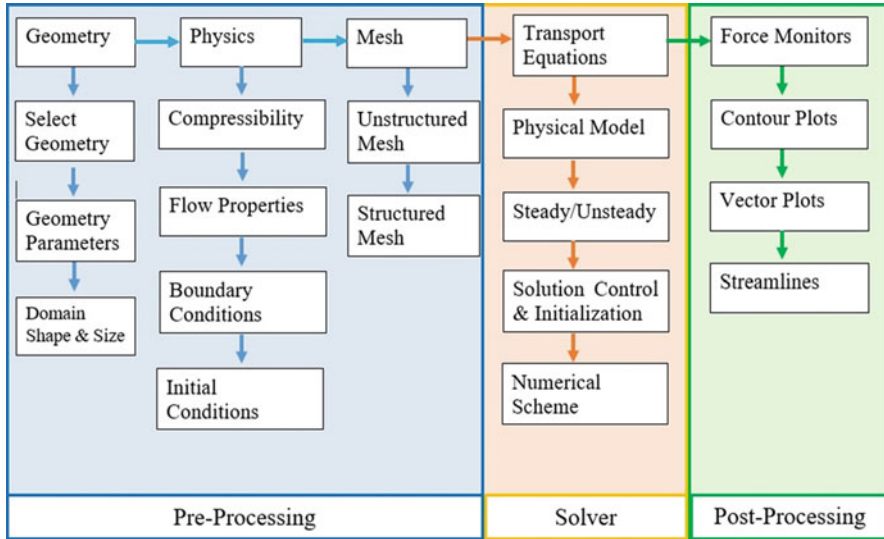 Geometry
Select
Geometry
Geometry
Parameters
Domain
Shape & Size
Physics
Compressibility
Flow Properties
Boundary
Conditions
Initial
Conditions
Mesh
Unstructured
Mesh
Structured
Mesh
Pre-Processing
Transport
Equations
Physical Model
Steady/Unsteady
Solution Control
& Initialization
Numerical
Scheme
Solver
Force Monitors
Contour Plots
Vector Plots
Streamlines
Post-Processing